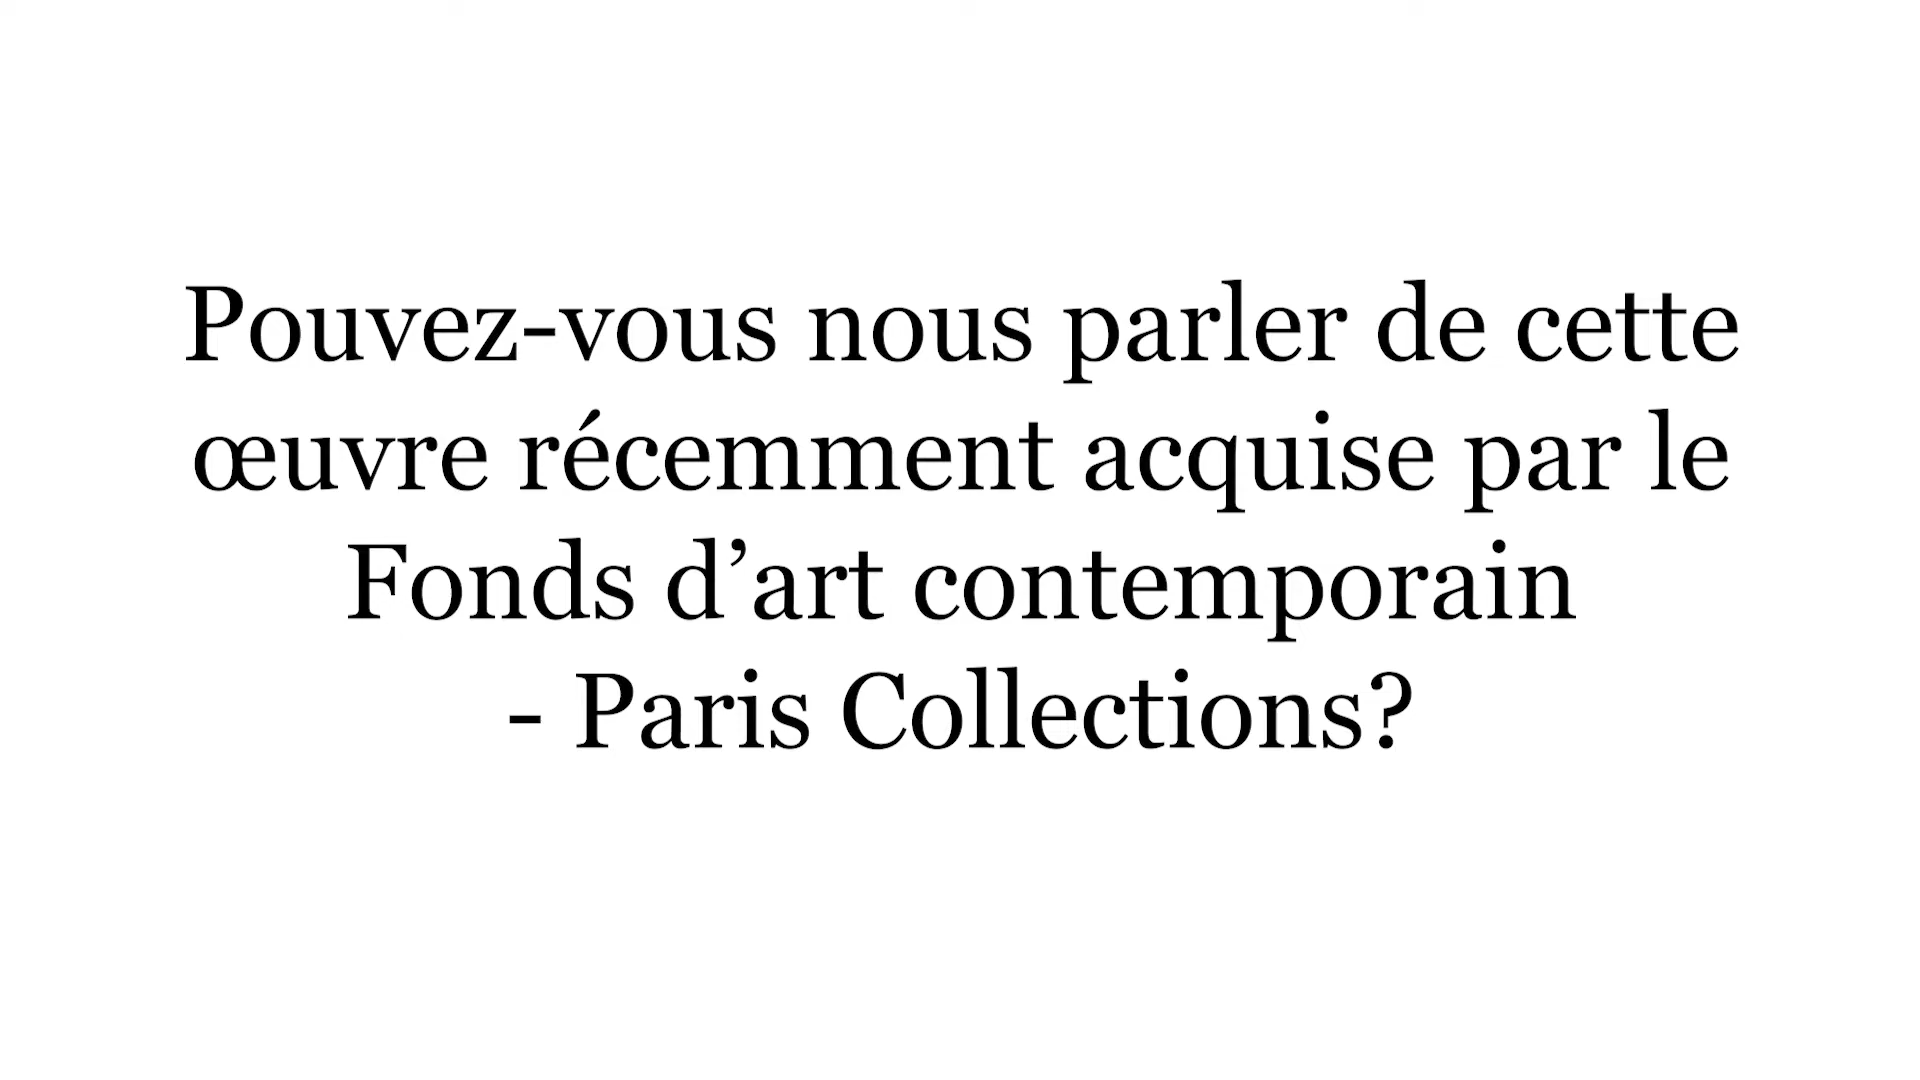 Pouvez-vous nous parler de cette
œuvre récemment acquise par le
Fonds d’art contemporain
- Paris Collections?